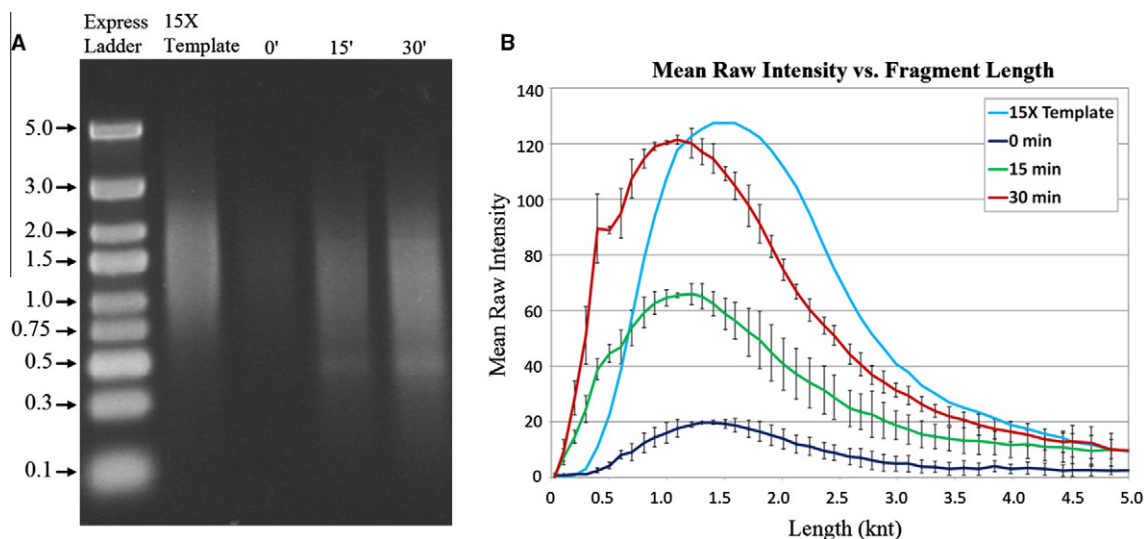 A
Express Ladder
15X Template
0'
15'
30'
5.0
3.0
2.0
1.5
1.0
0.75
0.5
0.3
0.1
B
Mean Raw Intensity vs. Fragment Length
Mean Raw Intensity
140
120
100
80
60
40
20
0
15X Template
0 min
15 min
30 min
0
0.5
1.0
1.5
2.0
2.5
3.0
3.5
4.0
4.5
5.0
Length (knt)